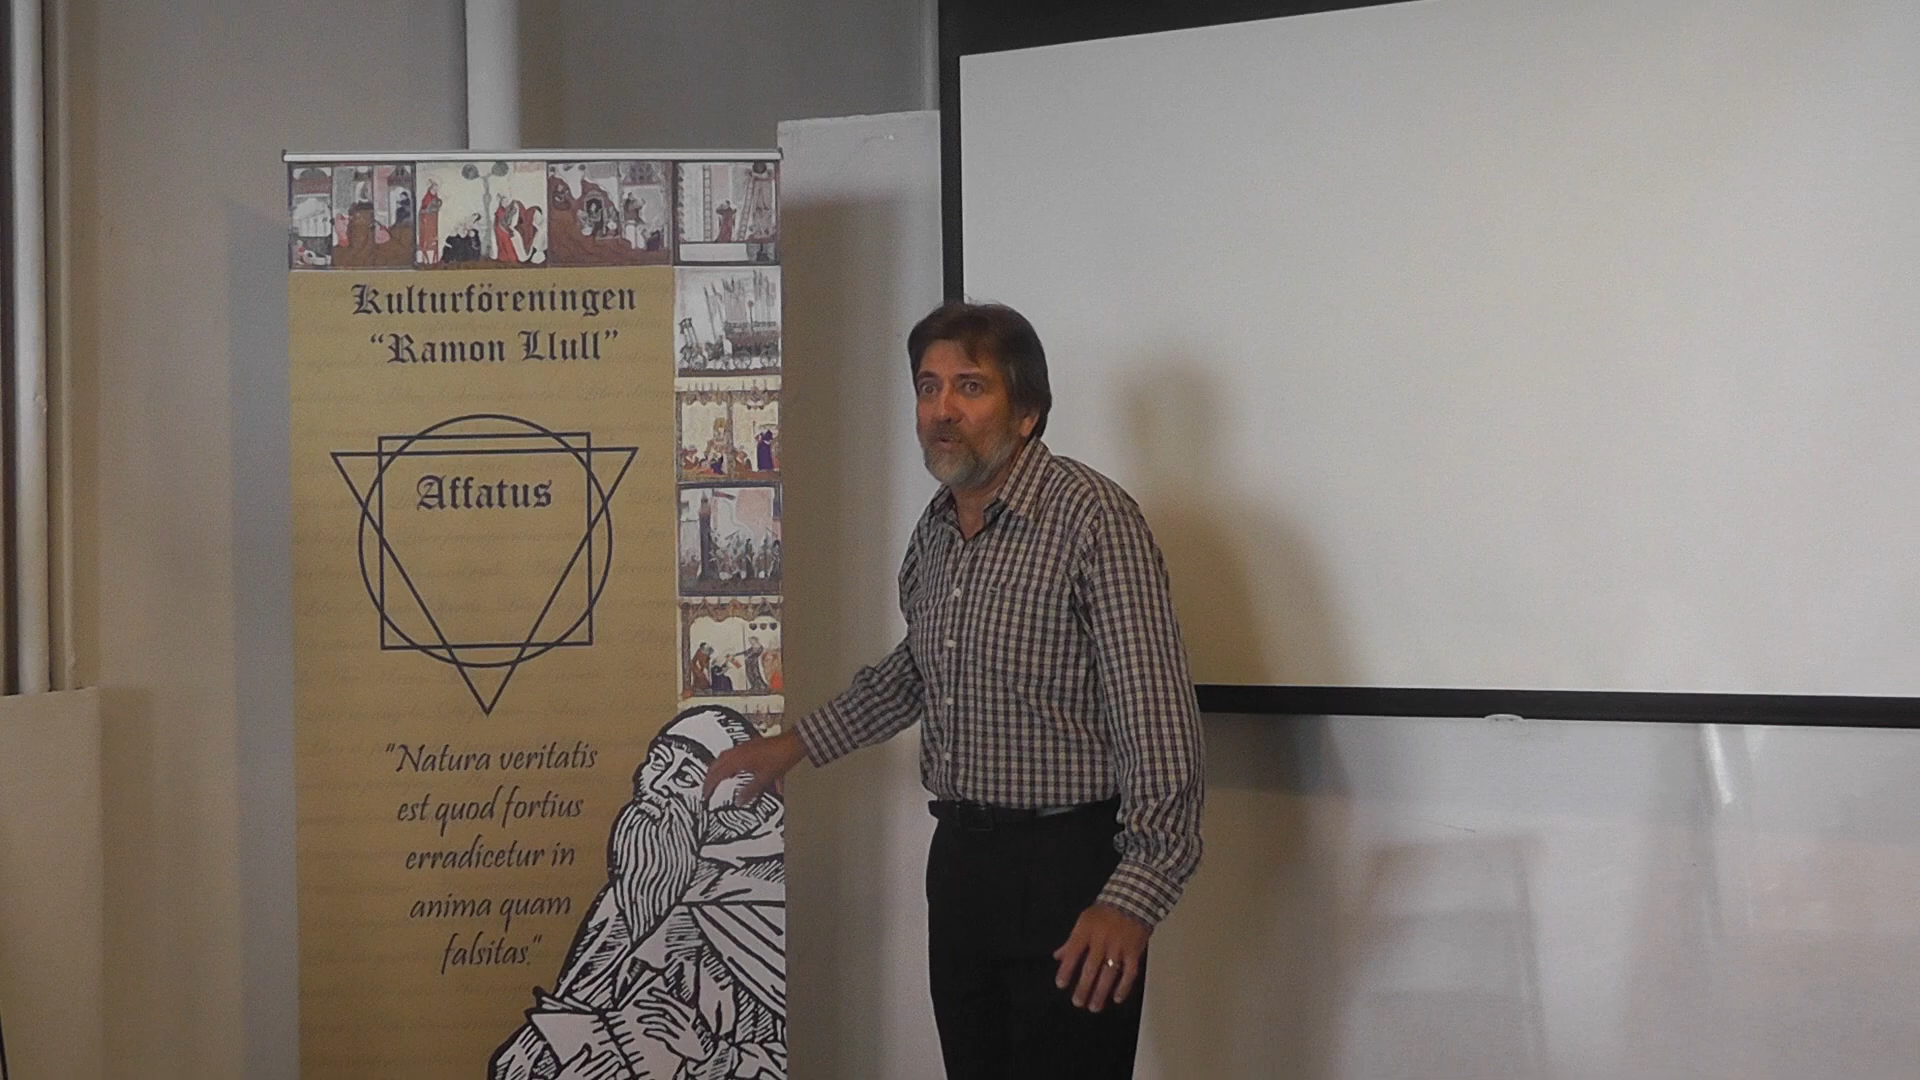 Kulturföreningen
“Ramon Llull”
Affatus
"Natura veritatis
est quod fortius
erradicetur in
anima quam
falsitas."